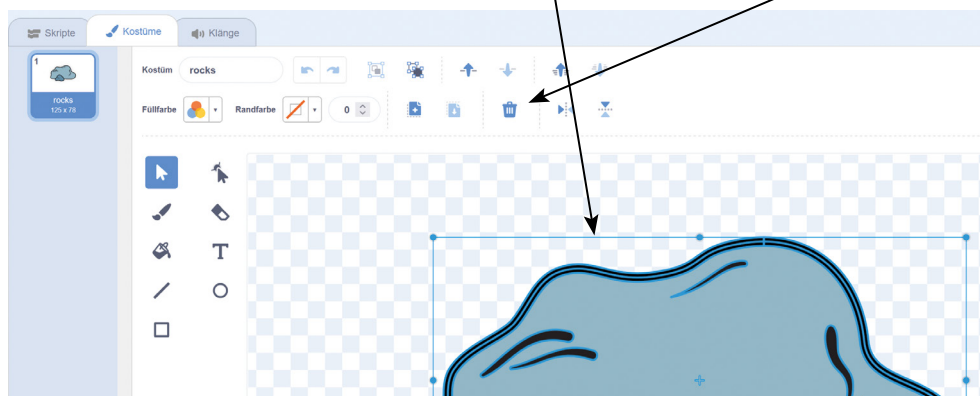 Skripte Kostüme Klänge
1
rocks
125 x 78
Kostüm rocks
Füllfarbe Randfarbe 0
T